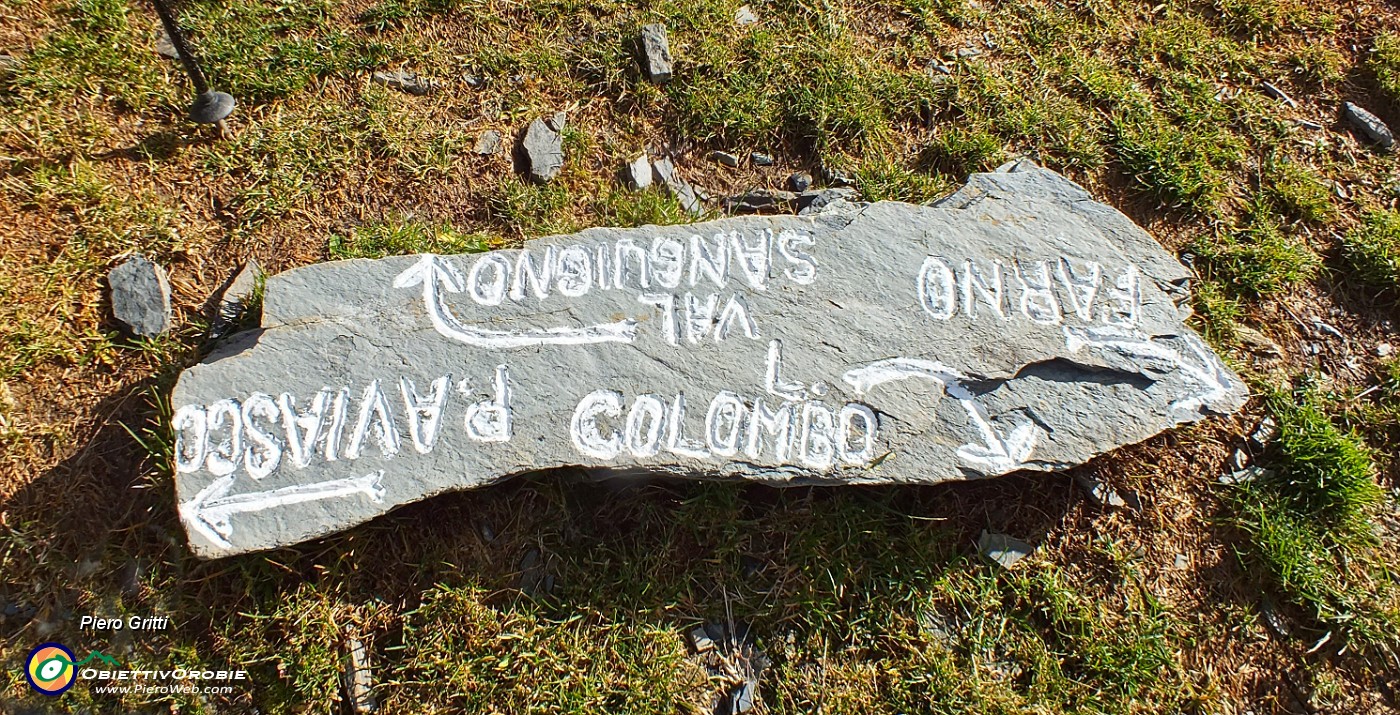 FARNO
VAL
SANGUIGNO
L.
COLOMBO
P. AVIASCO
Piero Gritti
OBIETTIVOROBIE
www.PieroWeb.com